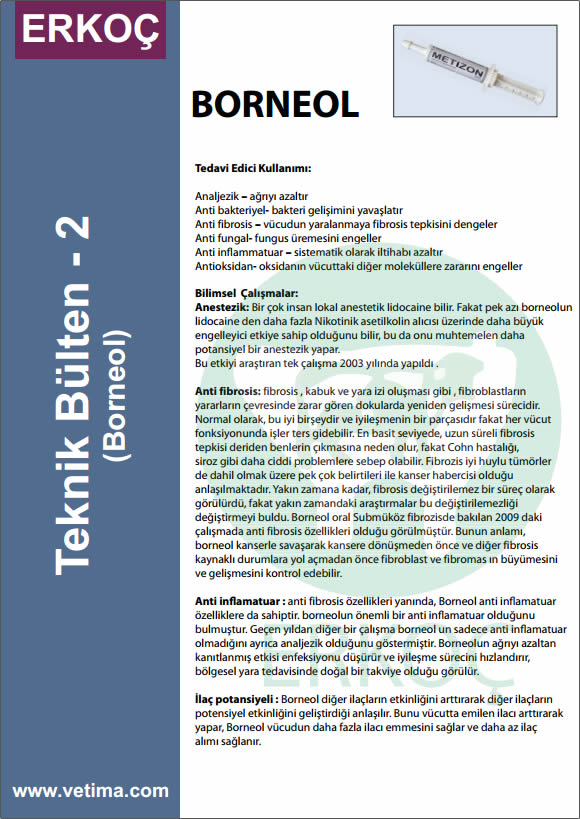 ERKOÇ
METIZON
BORNEOL
Teknik Bülten - 2
(Borneol)
Tedavi Edici Kullanımı:
Analjezik – ağrıyı azaltır
Anti bakteriyel- bakteri gelişimini yavaşlatır
Anti fibrosis – vücudun yaralanmaya fibrosis tepkisini dengeler
Anti fungal- fungus üremesini engeller
Anti inflammatuar – sistematik olarak iltihabı azaltır
Antioksidan- oksidanın vücuttaki diğer moleküllere zararını engeller
Bilimsel Çalışmalar:
Anestezik: Bir çok insan lokal anestetik lidocaine bilir. Fakat pek azı borneolun
lidocaine den daha fazla Nikotinik asetilkolin alıcısı üzerinde daha büyük
engelleyici etkiye sahip olduğunu bilir, bu da onu muhtemelen daha
potansiyel bir anestezik yapar.
Bu etkiyi araştıran tek çalışma 2003 yılında yapıldı .
Anti fibrosis: fibrosis , kabuk ve yara izi oluşması gibi , fibroblastların
yararların çevresinde zarar gören dokularda yeniden gelişmesi sürecidir.
Normal olarak, bu iyi birşeydir ve iyileşmenin bir parçasıdır fakat her vücut
fonksiyonunda işler ters gidebilir. En basit seviyede, uzun süreli fibrosis
tepkisi deriden benlerin çıkmasına neden olur, fakat Cohn hastalığı,
siroz gibi daha ciddi problemlere sebep olabilir. Fibrozis iyi huylu tümörler
de dahil olmak üzere pek çok belirtileri ile kanser habercisi olduğu
anlaşılmaktadır. Yakın zamana kadar, fibrosis değiştirilemez bir süreç olarak
görülürdü, fakat yakın zamandaki araştırmalar bu değiştirilemezliği
değiştirmeyi buldu. Borneol oral Submüköz fibrozisde bakılan 2009 daki
çalışmada anti fibrosis özellikleri olduğu görülmüştür. Bunun anlamı,
borneol kanserle savaşarak kansere dönüşmeden önce ve diğer fibrosis
kaynaklı durumlara yol açmadan önce fibroblast ve fibromas ın büyümesini
ve gelişmesini kontrol edebilir.
Anti inflamatuar : anti fibrosis özellikleri yanında, Borneol anti inflamatuar
özelliklere da sahiptir. borneolun önemli bir anti inflamatuar olduğunu
bulmuştur. Geçen yıldan diğer bir çalışma borneol un sadece anti inflamatuar
olmadığını ayrıca analjezik olduğunu göstermiştir. Borneolun ağrıyı azaltan
kanıtlanmış etkisi enfeksiyonu düşürür ve iyileşme sürecini hızlandırır,
bölgesel yara tedavisinde doğal bir takviye olduğu görülür.
İlaç potansiyeli : Borneol diğer ilaçların etkinliğini arttırarak diğer ilaçların
potensiyel etkinliğini geliştirdiği anlaşılır. Bunu vücutta emilen ilacı arttırarak
yapar, Borneol vücudun daha fazla ilacı emmesini sağlar ve daha az ilaç
alımı sağlanır.
ERKOÇ
www.vetima.com